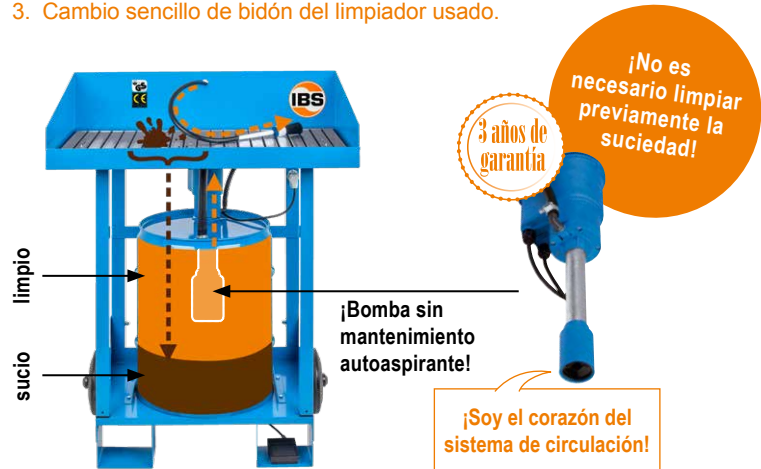 3. Cambio sencillo de bidón del limpiador usado.
¡No es
necesario limpiar
previamente la
suciedad!
IBS
GS
CE
3 años de
garantía
limpio
sucio
¡Bomba sin
mantenimiento
autoaspirante!
¡Soy el corazón del
sistema de circulación!